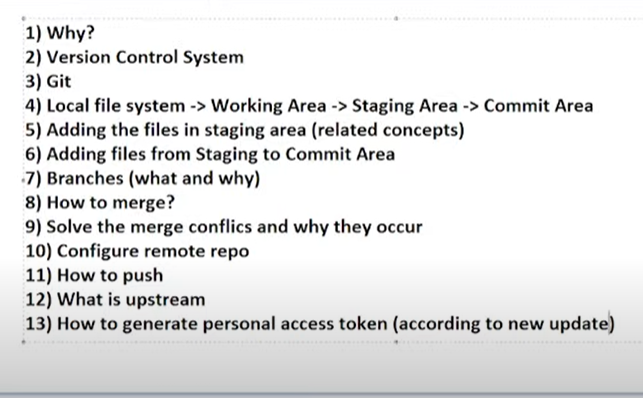 1) Why?
2) Version Control System
3) Git
4) Local file system -> Working Area -> Staging Area -> Commit Area
5) Adding the files in staging area (related concepts)
6) Adding files from Staging to Commit Area
7) Branches (what and why)
8) How to merge?
9) Solve the merge conflics and why they occur
10) Configure remote repo
11) How to push
12) What is upstream
13) How to generate personal access token (according to new update)